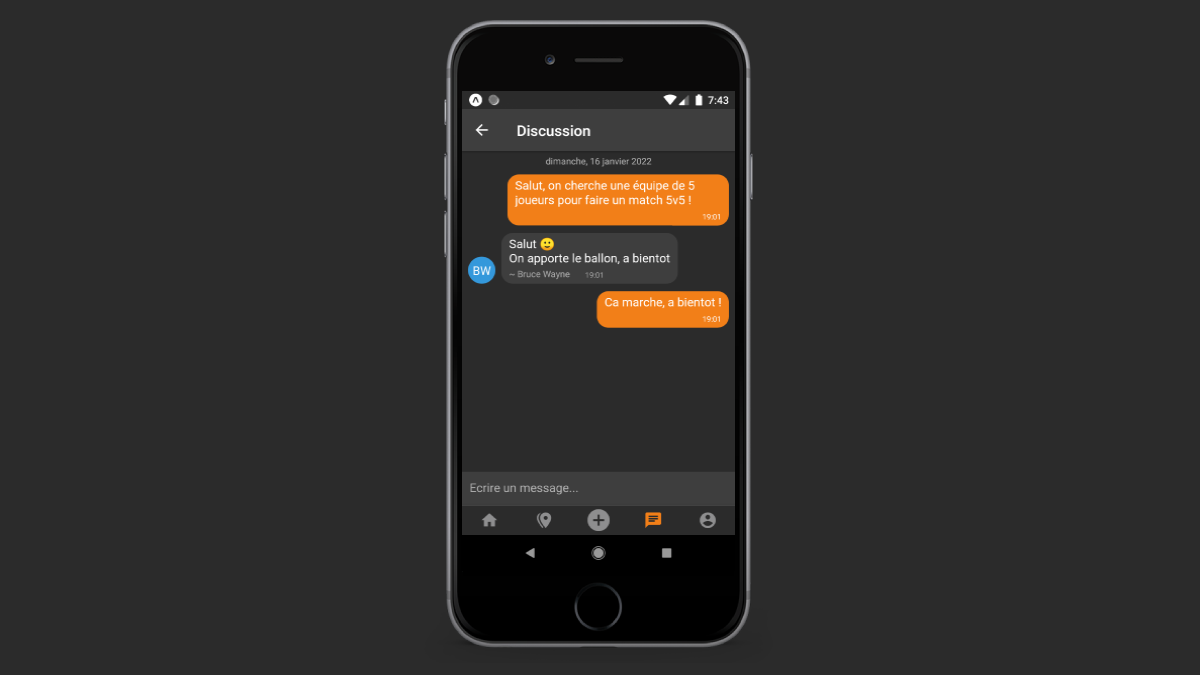 7:43
Discussion
dimanche, 16 janvier 2022
Salut, on cherche une équipe de 5
joueurs pour faire un match 5v5 !
19:01
Salut 🙂
On apporte le ballon, a bientot
BW
~ Bruce Wayne 19:01
Ca marche, a bientot !
19:01
Ecrire un message...